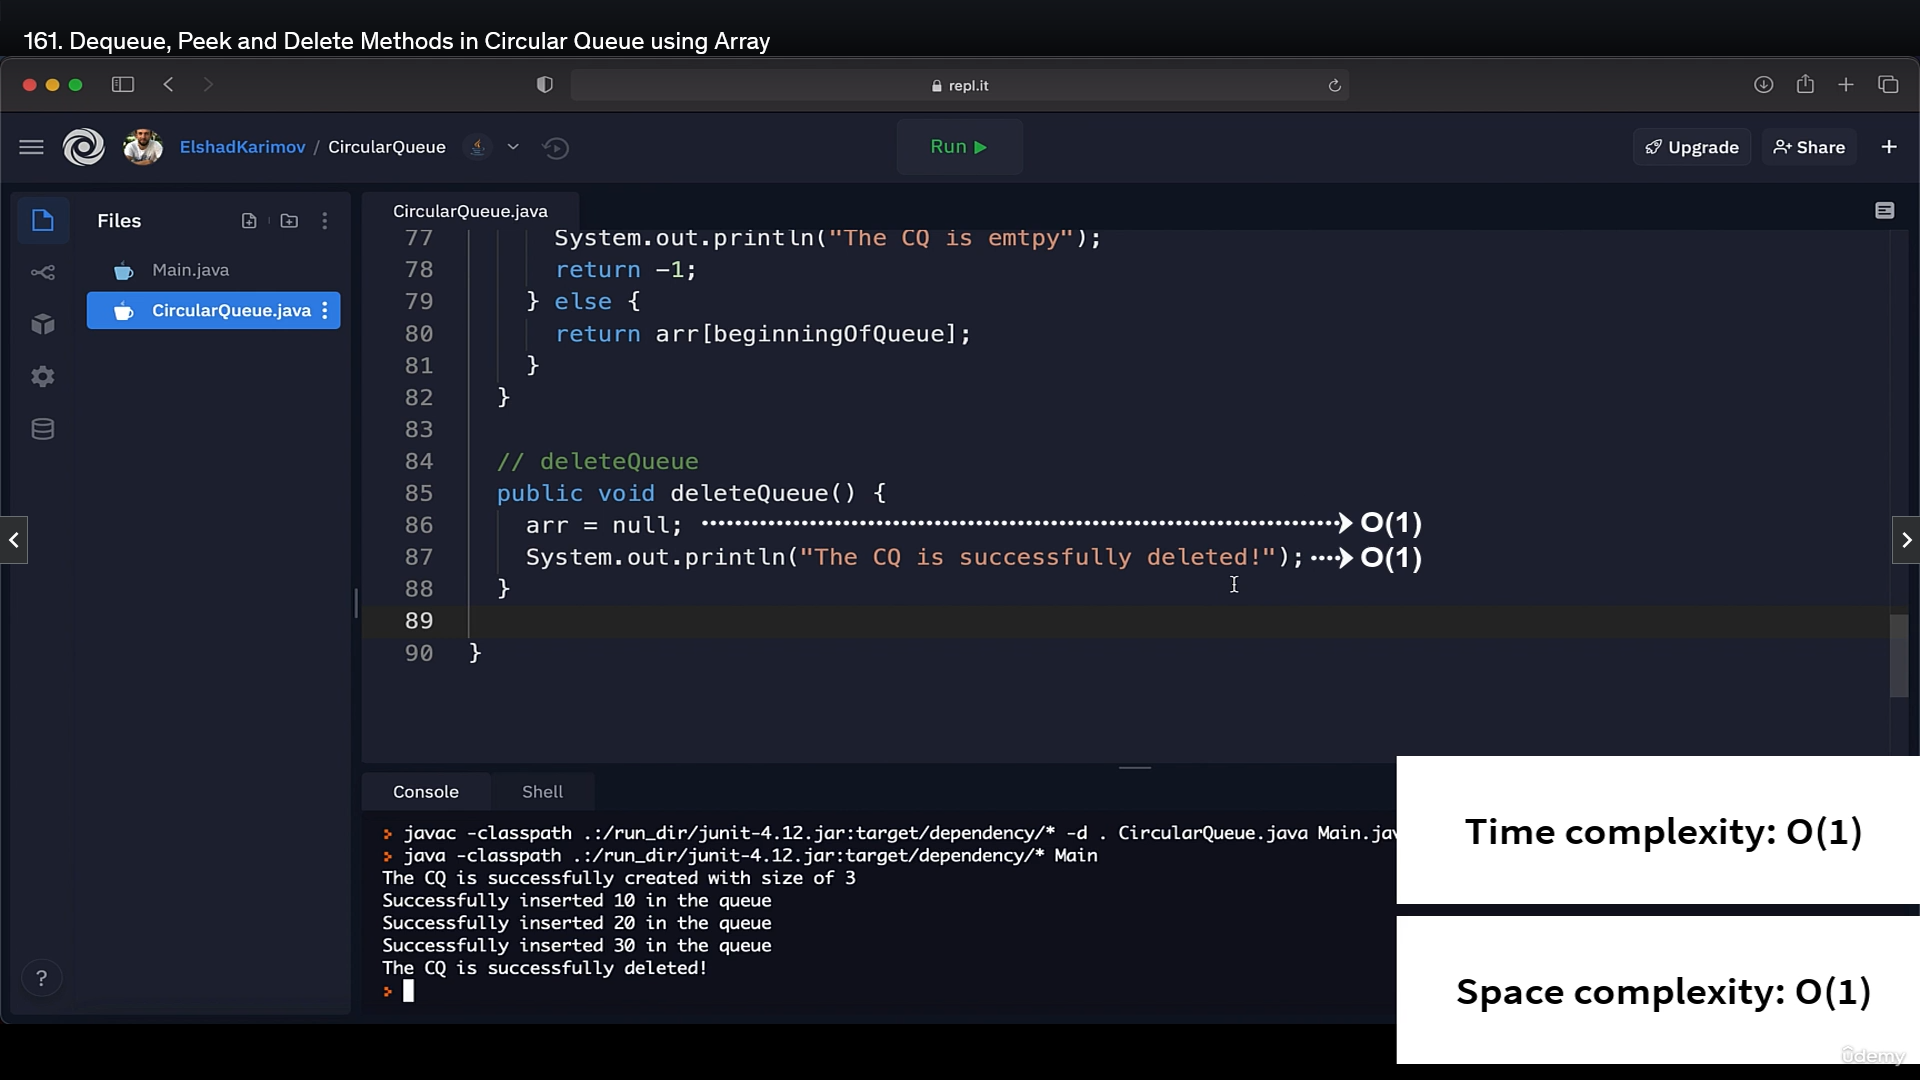 161. Dequeue, Peek and Delete Methods in Circular Queue using Array
repl.it
ElshadKarimov / CircularQueue
Run
Upgrade
Share
Files
Main.java
CircularQueue.java
CircularQueue.java
77 System.out.println("The CQ is emtpy");
78 return -1;
79 } else {
80 return arr[beginningOfQueue];
81 }
82 }
83
84 // deleteQueue
85 public void deleteQueue() {
86 arr = null; O(1)
87 System.out.println("The CQ is successfully deleted!"); O(1)
88 }
89
90 }
Console
Shell
> javac -classpath .:/run_dir/junit-4.12.jar:target/dependency/* -d . CircularQueue.java Main.jav
> java -classpath .:/run_dir/junit-4.12.jar:target/dependency/* Main
The CQ is successfully created with size of 3
Successfully inserted 10 in the queue
Successfully inserted 20 in the queue
Successfully inserted 30 in the queue
The CQ is successfully deleted!
>
?
Time complexity: O(1)
Space complexity: O(1)
ûdemy